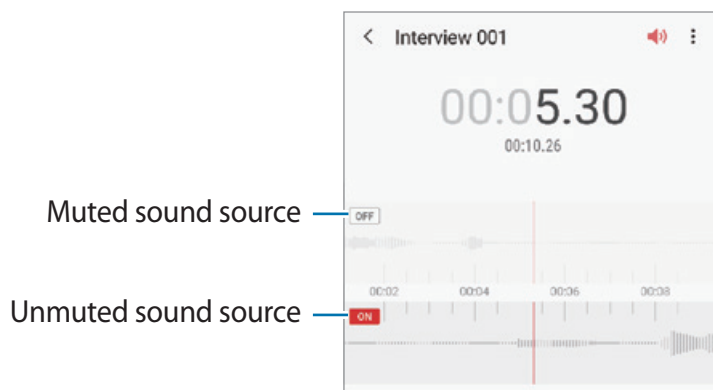 Interview 001
00:05.30
00:10.26
Muted sound source
OFF
00:02 00:04 00:06 00:08
Unmuted sound source
ON